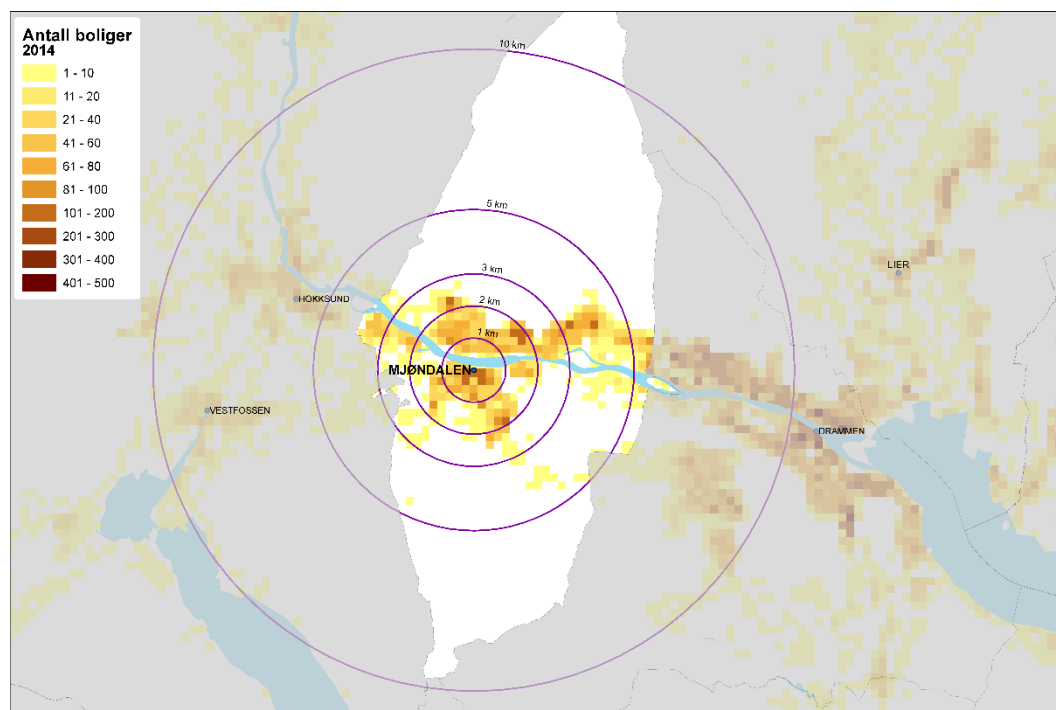 Antall boliger
2014
1 - 10
11 - 20
21 - 40
41 - 60
61 - 80
81 - 100
101 - 200
201 - 300
301 - 400
401 - 500
10 km
5 km
3 km
2 km
1 km
LIER
HOKKSUND
MJØNDALEN
VESTFOSSEN
DRAMMEN